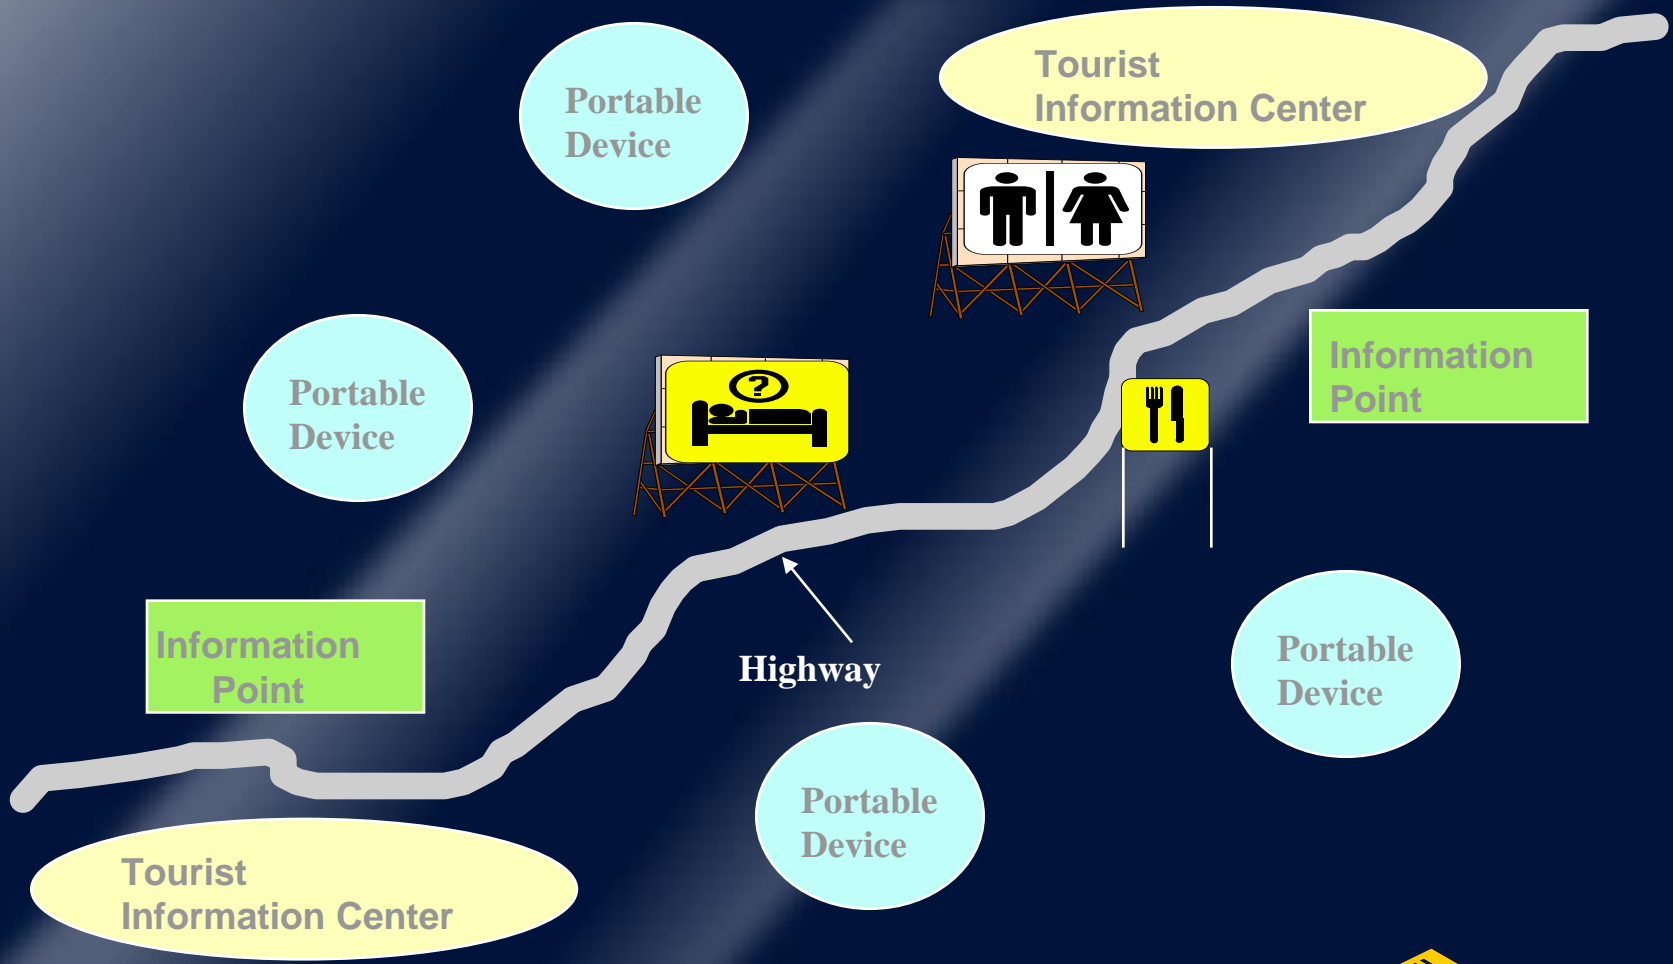 Portable
Device
Tourist
Information Center
Portable
Device
?
Information
Point
Information
Point
Highway
Portable
Device
Portable
Device
Tourist
Information Center